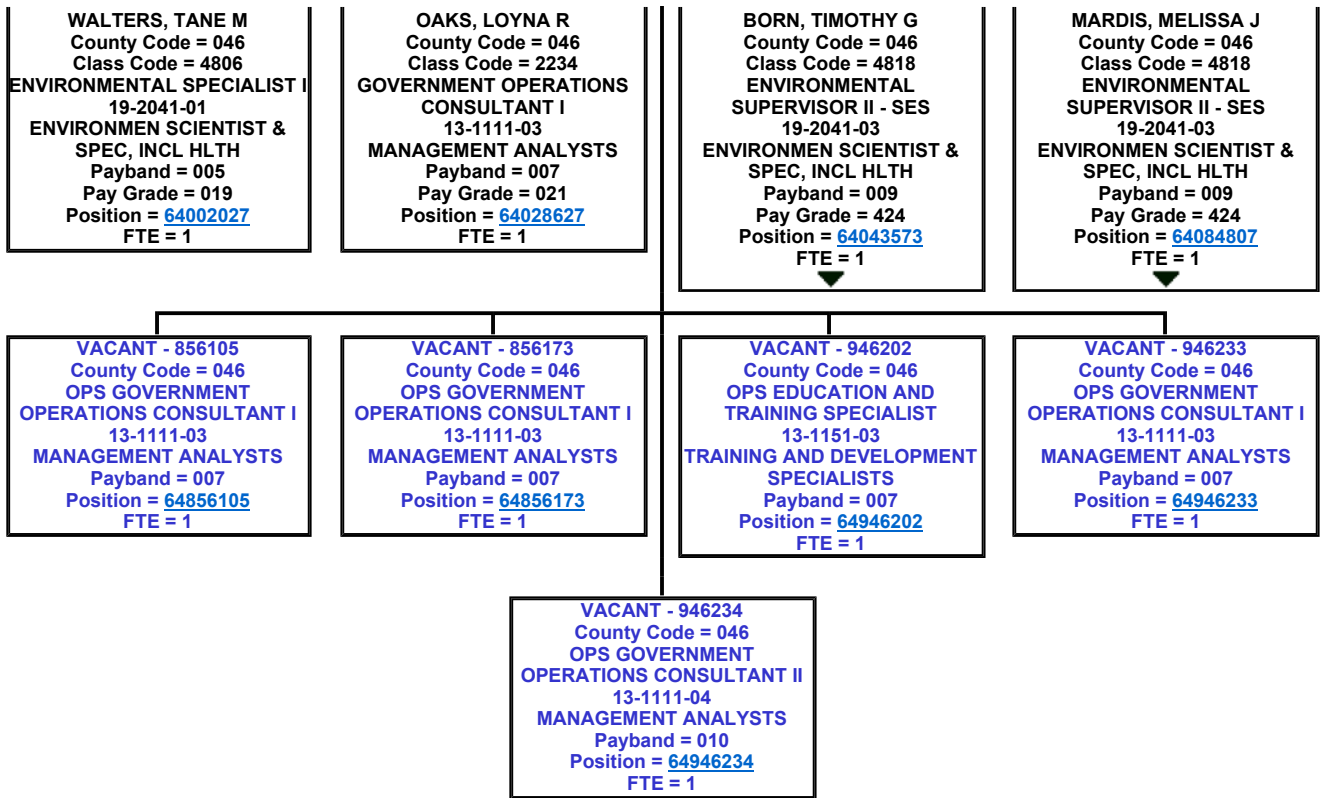 WALTERS, TANE M
County Code = 046
Class Code = 4806
ENVIRONMENTAL SPECIALIST I
19-2041-01
ENVIRONMEN SCIENTIST &
SPEC, INCL HLTH
Payband = 005
Pay Grade = 019
Position = 64002027
FTE = 1
OAKS, LOYNA R
County Code = 046
Class Code = 2234
GOVERNMENT OPERATIONS
CONSULTANT I
13-1111-03
MANAGEMENT ANALYSTS
Payband = 007
Pay Grade = 021
Position = 64028627
FTE = 1
BORN, TIMOTHY G
County Code = 046
Class Code = 4818
ENVIRONMENTAL
SUPERVISOR II - SES
19-2041-03
ENVIRONMEN SCIENTIST &
SPEC, INCL HLTH
Payband = 009
Pay Grade = 424
Position = 64043573
FTE = 1
MARDIS, MELISSA J
County Code = 046
Class Code = 4818
ENVIRONMENTAL
SUPERVISOR II - SES
19-2041-03
ENVIRONMEN SCIENTIST &
SPEC, INCL HLTH
Payband = 009
Pay Grade = 424
Position = 64084807
FTE = 1
VACANT - 856105
County Code = 046
OPS GOVERNMENT
OPERATIONS CONSULTANT I
13-1111-03
MANAGEMENT ANALYSTS
Payband = 007
Position = 64856105
FTE = 1
VACANT - 856173
County Code = 046
OPS GOVERNMENT
OPERATIONS CONSULTANT I
13-1111-03
MANAGEMENT ANALYSTS
Payband = 007
Position = 64856173
FTE = 1
VACANT - 946202
County Code = 046
OPS EDUCATION AND
TRAINING SPECIALIST
13-1151-03
TRAINING AND DEVELOPMENT
SPECIALISTS
Payband = 007
Position = 64946202
FTE = 1
VACANT - 946233
County Code = 046
OPS GOVERNMENT
OPERATIONS CONSULTANT I
13-1111-03
MANAGEMENT ANALYSTS
Payband = 007
Position = 64946233
FTE = 1
VACANT - 946234
County Code = 046
OPS GOVERNMENT
OPERATIONS CONSULTANT II
13-1111-04
MANAGEMENT ANALYSTS
Payband = 010
Position = 64946234
FTE = 1